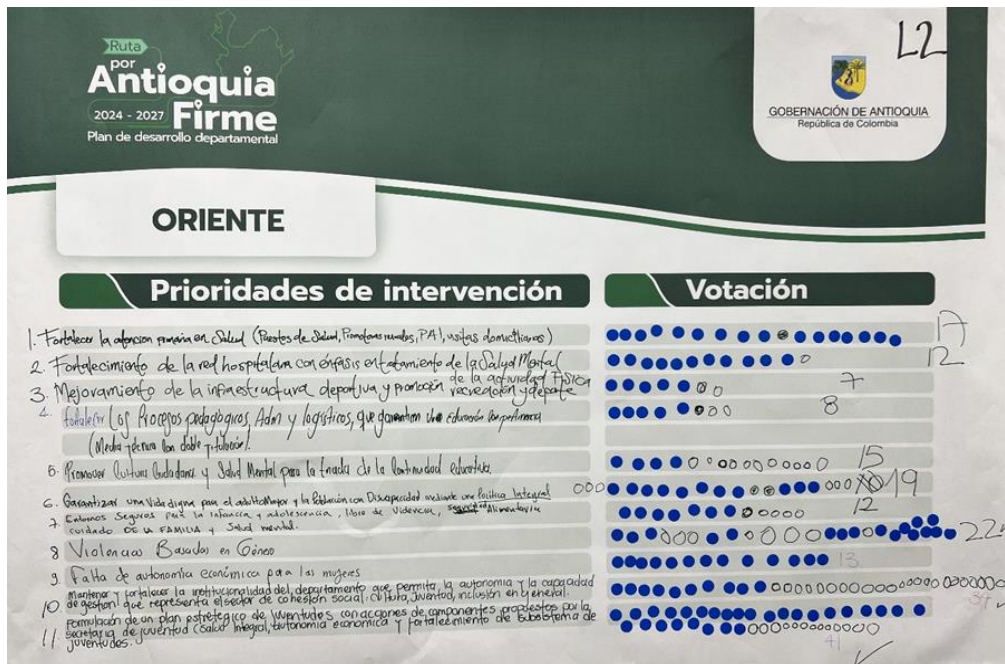 L2
Ruta
por
Antioquia
2024 - 2027 Firme
Plan de desarrollo departamental
GOBERNACIÓN DE ANTIOQUIA
República de Colombia
ORIENTE
Prioridades de intervención Votación
1. Fortalecer la atención primaria en Salud (Puestos de Salud, Promotores rurales, PAI, visitas domiciliarias) 17
2. Fortalecimiento de la red hospitalaria con énfasis en tratamiento de la Salud Mental 12
3. Mejoramiento de la infraestructura deportiva y promoción de la actividad física 7
recreación y deporte
4. fortalecer Los Procesos pedagógicos, Adm y logísticos, que garanticen una Educación con pertinencia 8
(Media técnica con doble titulación)
5. Promover Cultura Ciudadana y Salud Mental para la de la Continuidad educativa. 15
6. Garantizar una Vida digna para el adulto Mayor y la Población con Discapacidad mediante una Política Integral 19
7. Entornos Seguros para la infancia y adolescencia, libre de Violencia, Alimentaria 12
cuidado DE LA FAMILIA y Salud mental.
8 Violencias Basadas en Género 22
9. Falta de autonomía económica para las mujeres 13
Mantener y fortalecer la institucionalidad del departamento que permita la autonomía y la capacidad
10. de gestión que representa el sector de cohesión social: cultura, juventud, inclusión en general.
Formulación de un plan estratégico de juventudes con acciones de componentes propuestos por la
11. secretaría de juventud (salud integral, autonomía económica y fortalecimiento de subsistema de 41
juventudes.